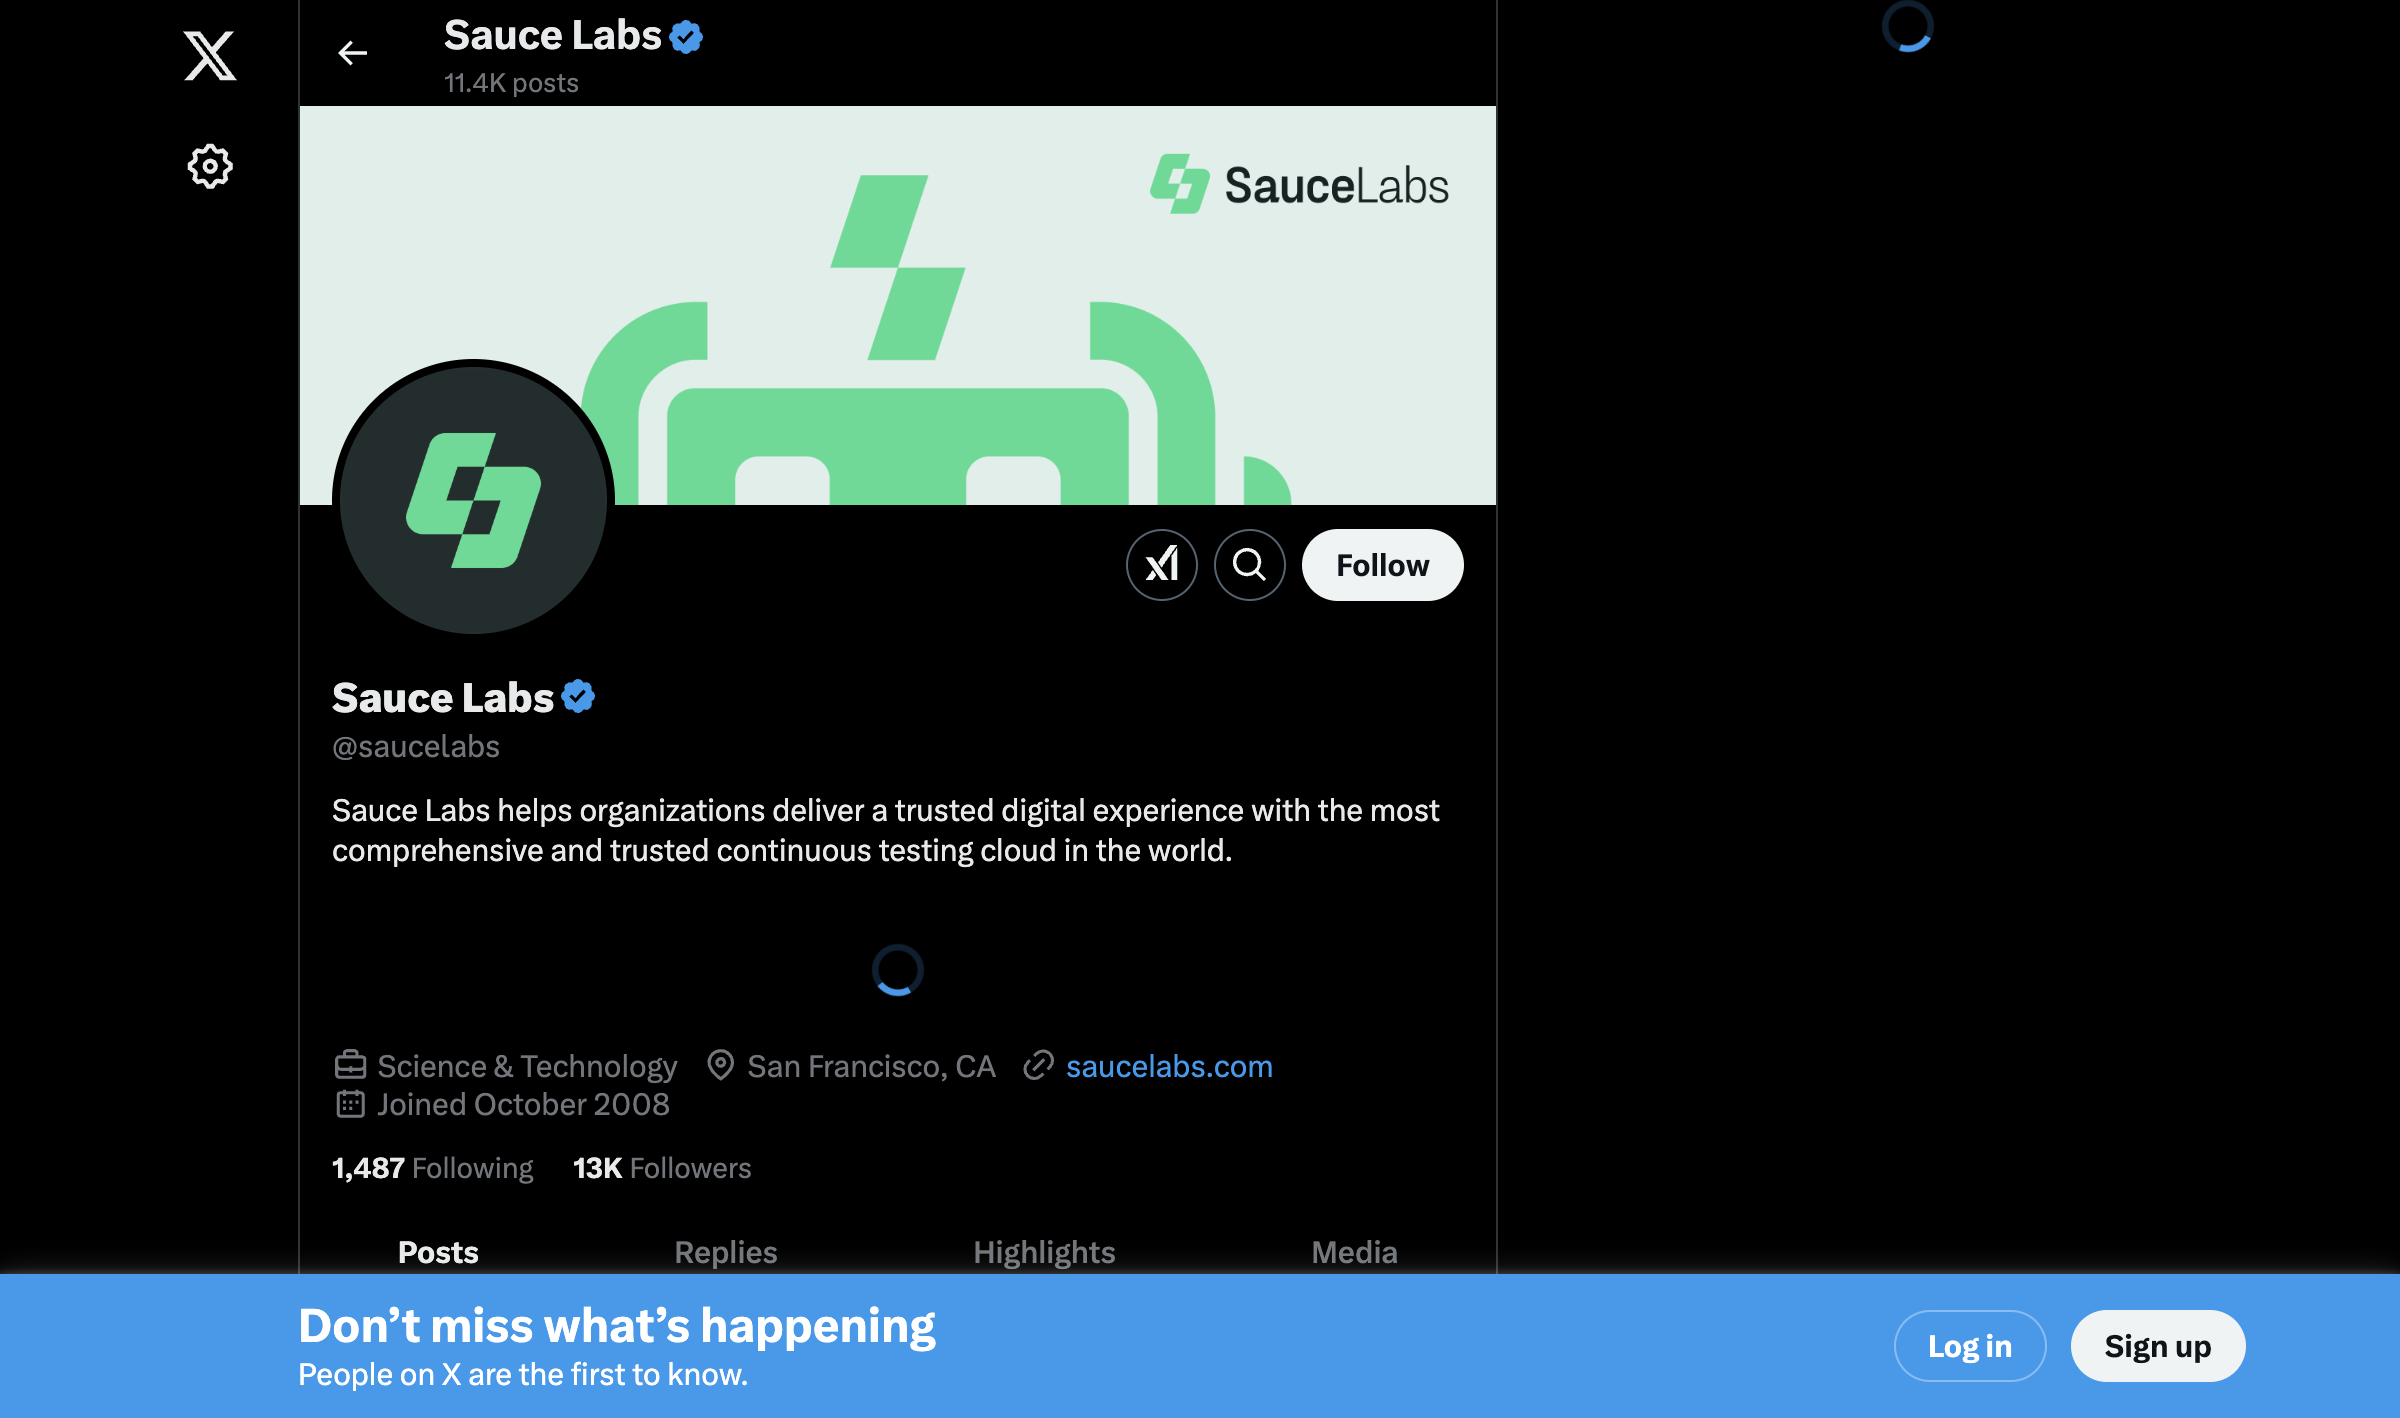 Sauce Labs
11.4K posts
SauceLabs
Follow
Sauce Labs
@saucelabs
Sauce Labs helps organizations deliver a trusted digital experience with the most
comprehensive and trusted continuous testing cloud in the world.
Science & Technology San Francisco, CA saucelabs.com
Joined October 2008
1,487 Following 13K Followers
Posts Replies Highlights Media
Don’t miss what’s happening
People on X are the first to know.
Log in Sign up